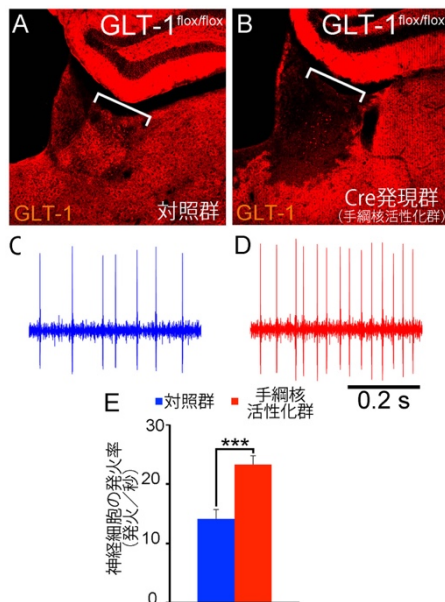 A
GLT-1flox/flox
GLT-1
対照群
B
GLT-1flox/flox
GLT-1
Cre発現群
(手綱核活性化群)
C
D
0.2 s
E
対照群
手綱核
活性化群
神経細胞の発火率
(発火／秒)
30
20
10
0
***